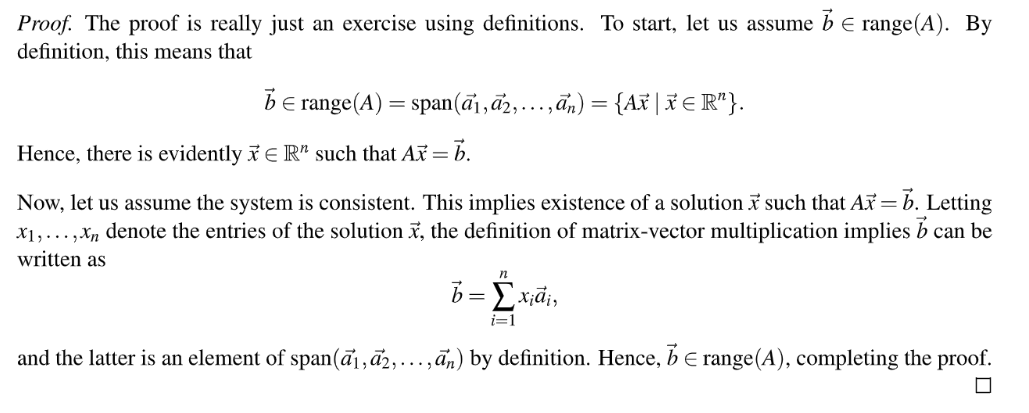 Proof. The proof is really just an exercise using definitions. To start, let us assume $\vec{b} \in \text{range}(A)$. By
definition, this means that
$\vec{b} \in \text{range}(A) = \text{span}(\vec{a}_1, \vec{a}_2, \ldots, \vec{a}_n) = \{A\vec{x} \mid \vec{x} \in \mathbb{R}^n\}.$
Hence, there is evidently $\vec{x} \in \mathbb{R}^n$ such that $A\vec{x} = \vec{b}$.
Now, let us assume the system is consistent. This implies existence of a solution $\vec{x}$ such that $A\vec{x} = \vec{b}$. Letting
$x_1, \ldots, x_n$ denote the entries of the solution $\vec{x}$, the definition of matrix-vector multiplication implies $\vec{b}$ can be
written as
$\vec{b} = \sum_{i=1}^{n} x_i \vec{a}_i,$
and the latter is an element of $\text{span}(\vec{a}_1, \vec{a}_2, \ldots, \vec{a}_n)$ by definition. Hence, $\vec{b} \in \text{range}(A)$, completing the proof.
□